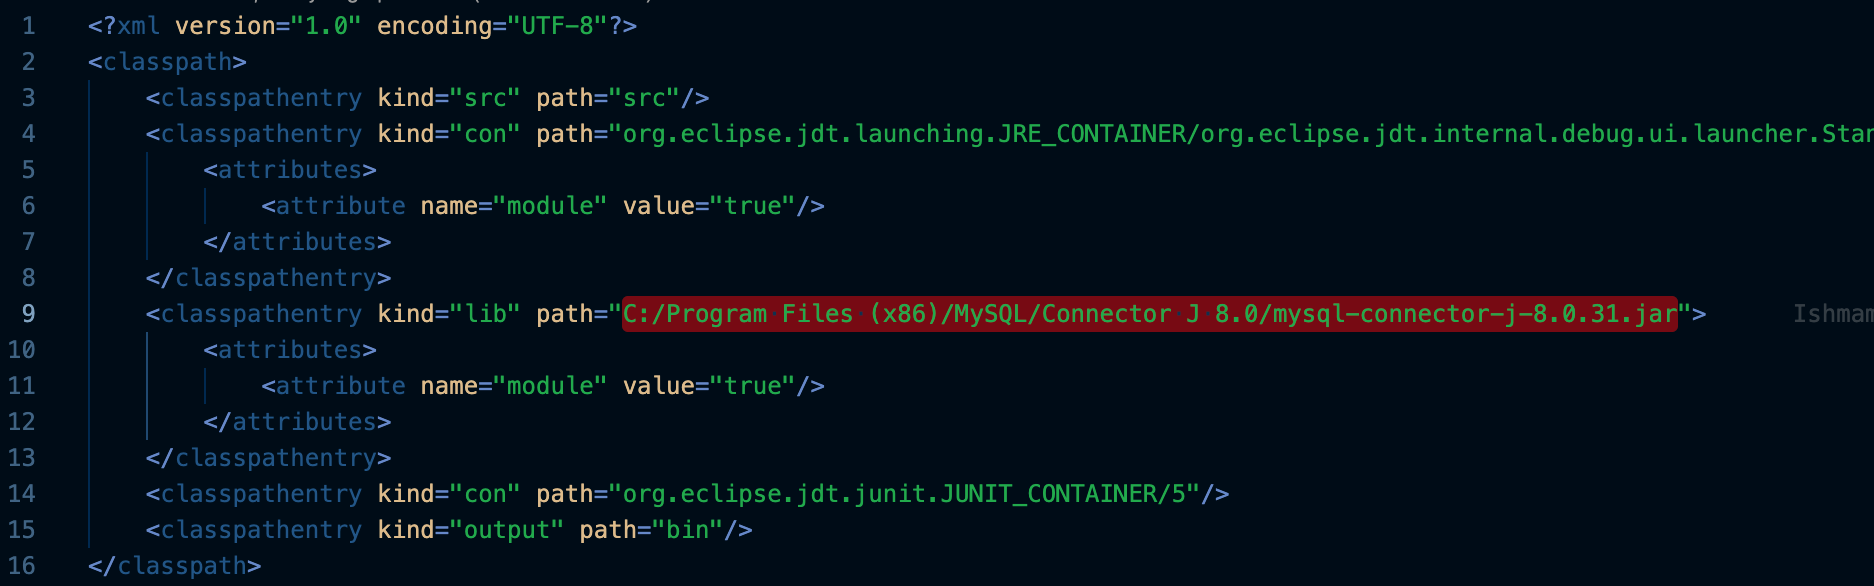 1 <?xml version="1.0" encoding="UTF-8"?>
2 <classpath>
3 <classpathentry kind="src" path="src"/>
4 <classpathentry kind="con" path="org.eclipse.jdt.launching.JRE_CONTAINER/org.eclipse.jdt.internal.debug.ui.launcher.Stan
5 <attributes>
6 <attribute name="module" value="true"/>
7 </attributes>
8 </classpathentry>
9 <classpathentry kind="lib" path="C:/Program Files (x86)/MySQL/Connector J 8.0/mysql-connector-j-8.0.31.jar"> Ishmam
10 <attributes>
11 <attribute name="module" value="true"/>
12 </attributes>
13 </classpathentry>
14 <classpathentry kind="con" path="org.eclipse.jdt.junit.JUNIT_CONTAINER/5"/>
15 <classpathentry kind="output" path="bin"/>
16 </classpath>